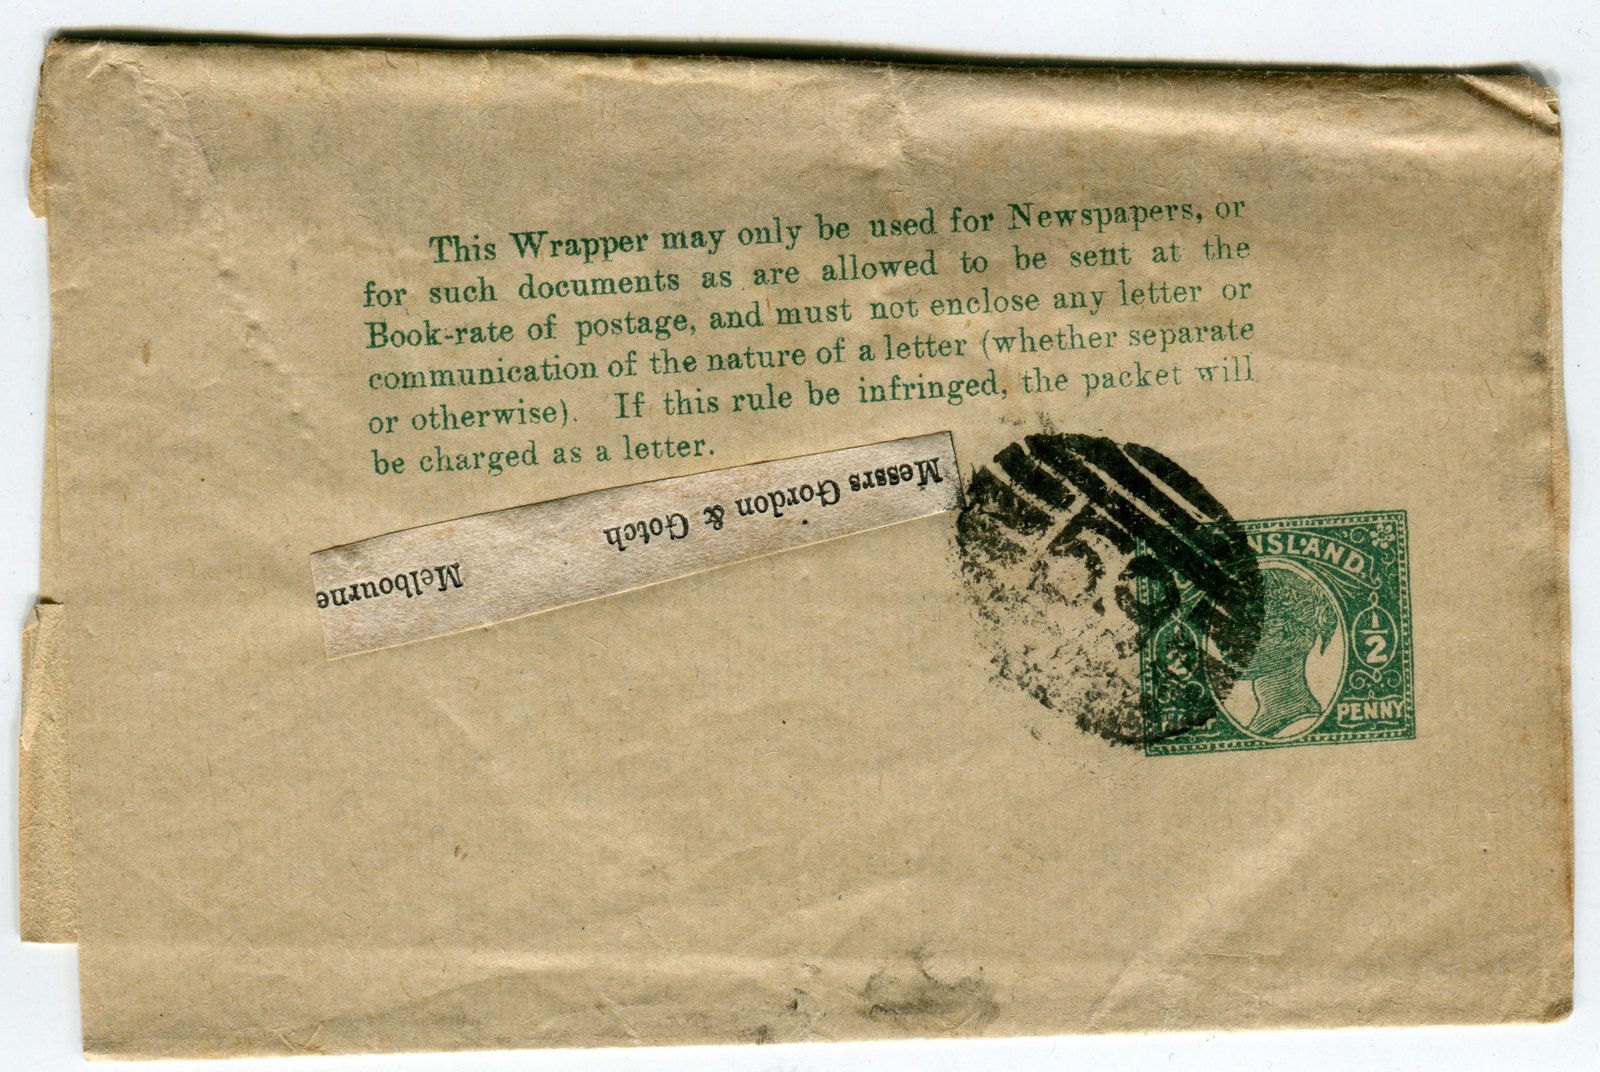 This Wrapper may only be used for Newspapers, or
for such documents as are allowed to be sent at the
Book-rate of postage, and must not enclose any letter or
communication of the nature of a letter (whether separate
or otherwise). If this rule be infringed, the packet will
be charged as a letter.
Messrs Gordon & Gotch
Melbourne
NSLAND.
1/2
PENNY